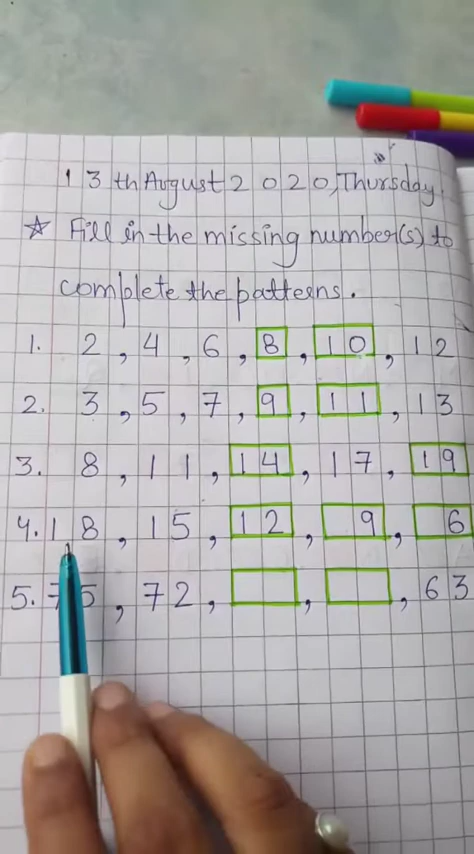 13th August 2020, Thursday.
☆ Fill in the missing number(s) to
complete the patterns.
1. 2, 4, 6, 8, 10, 12
2. 3, 5, 7, 9, 11, 13
3. 8, 11, 14, 17, 19
4. 18, 15, 12, 9, 6
5. 75, 72, , , 63